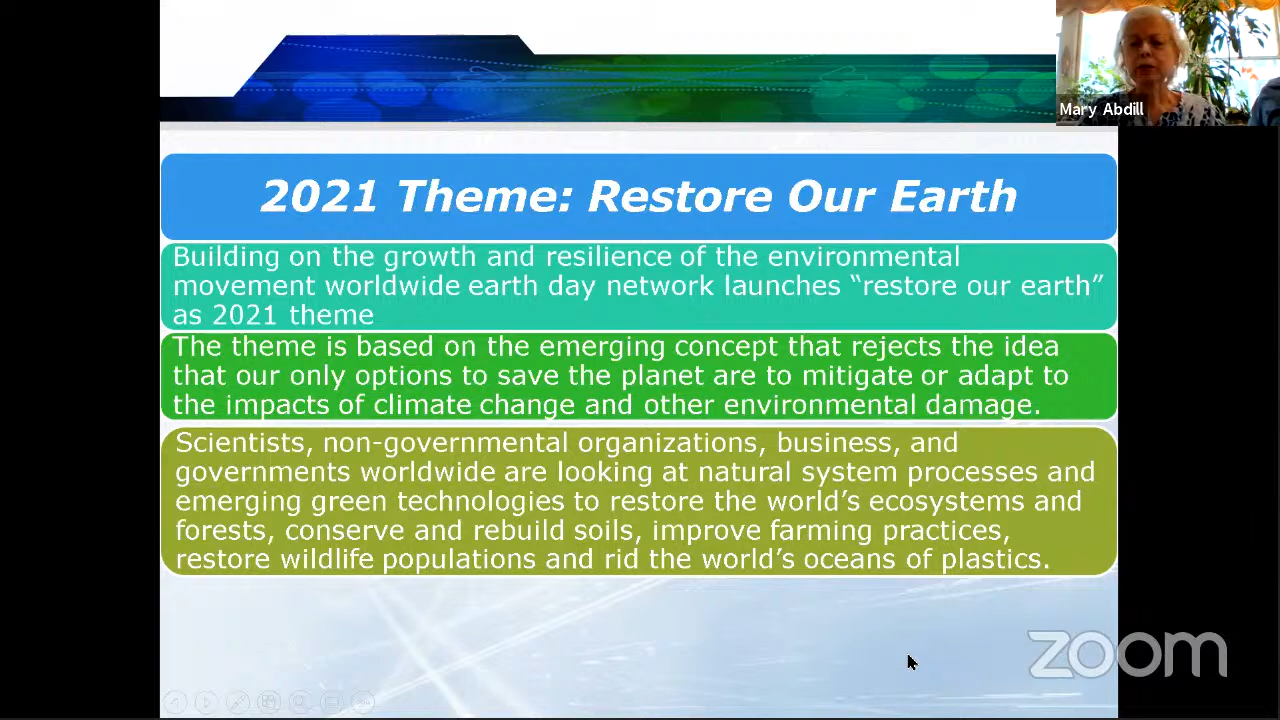 Mary Abdill
2021 Theme: Restore Our Earth
Building on the growth and resilience of the environmental
movement worldwide earth day network launches “restore our earth”
as 2021 theme
The theme is based on the emerging concept that rejects the idea
that our only options to save the planet are to mitigate or adapt to
the impacts of climate change and other environmental damage.
Scientists, non-governmental organizations, business, and
governments worldwide are looking at natural system processes and
emerging green technologies to restore the world’s ecosystems and
forests, conserve and rebuild soils, improve farming practices,
restore wildlife populations and rid the world’s oceans of plastics.
zoom